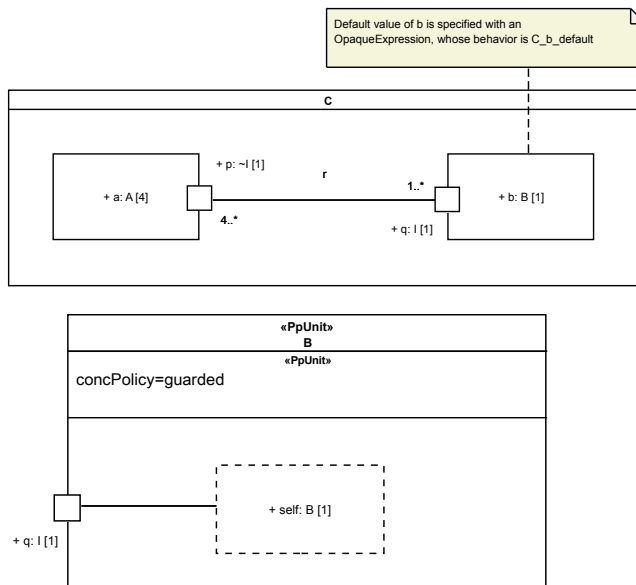 Default value of b is specified with an
OpaqueExpression, whose behavior is C_b_default
C
+ p: ~I [1]
r
+ a: A [4]
1..*
+ b: B [1]
4..*
+ q: I [1]
«PpUnit»
B
«PpUnit»
concPolicy=guarded
+ self: B [1]
+ q: I [1]